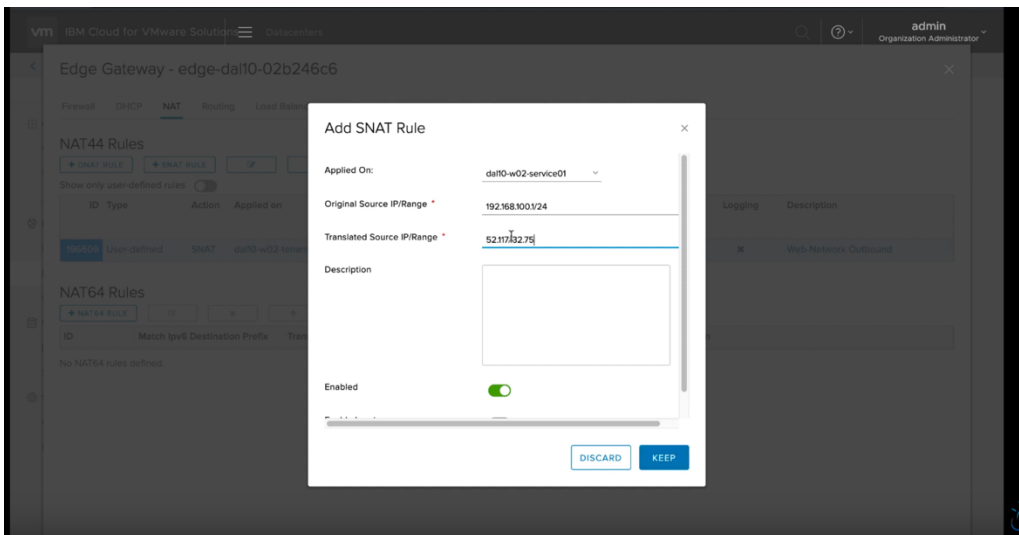 vm IBM Cloud for VMware Solutions Datacenters
admin
Organization Administrator
Edge Gateway - edge-dal10-02b246c6
Firewall DHCP NAT Routing Load Balanc
NAT44 Rules
+ DNAT RULE + SNAT RULE
Show only user-defined rules
ID Type Action Applied on Logging Description
196609 User-defined SNAT dal10-w02-servi Web-Network Outbound
NAT64 Rules
+ NAT64 RULE
ID Match Ipv6 Destination Prefix Tran
No NAT64 rules defined.
Add SNAT Rule
Applied On: dal10-w02-service01
Original Source IP/Range * 192.168.100.1/24
Translated Source IP/Range * 52.117.132.75
Description
Enabled
DISCARD KEEP